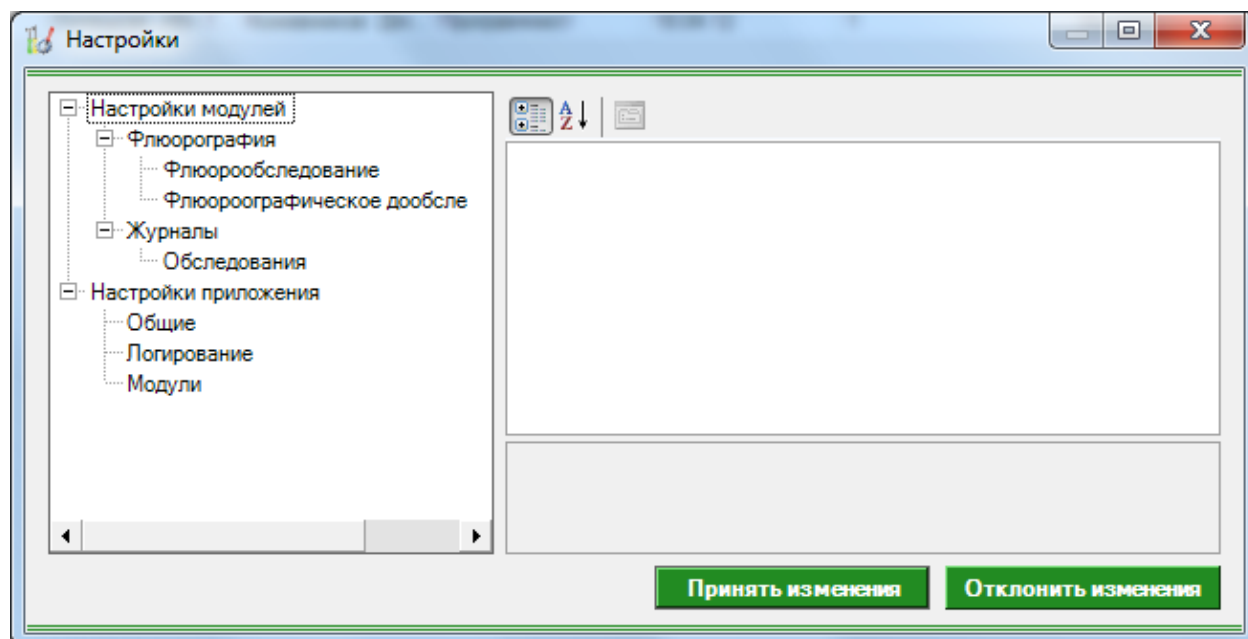 Настройки
Настройки модулей
Флюорография
Флюорообследование
Флюороографическое дообсле
Журналы
Обследования
Настройки приложения
Общие
Логирование
Модули
Принять изменения
Отклонить изменения